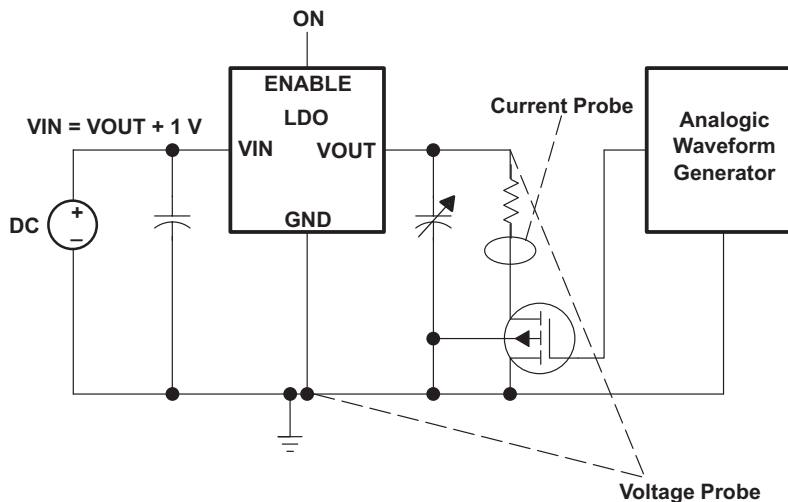 ON
ENABLE
LDO
VIN
VOUT
GND
VIN = VOUT + 1 V
DC
+
–
Current Probe
Analogic
Waveform
Generator
Voltage Probe